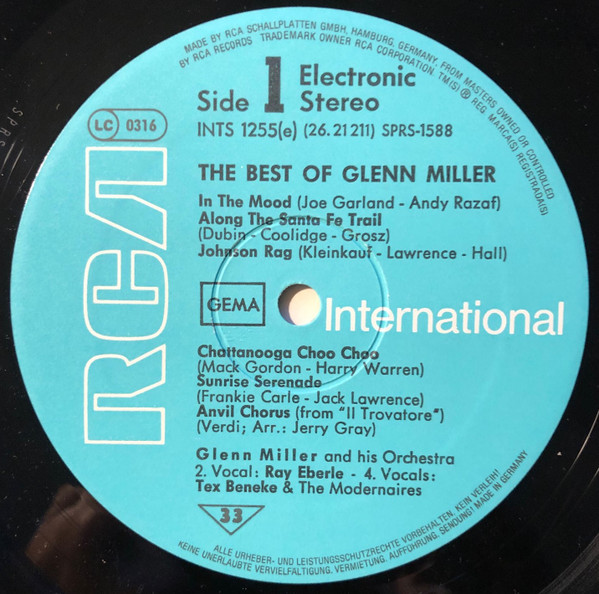 MADE BY RCA SCHALLPLATTEN GMBH, HAMBURG, GERMANY, FROM MASTERS OWNED OR CONTROLLED
BY RCA RECORDS TRADEMARK OWNER RCA CORPORATION. TM(S) ® REG. MARCA(S) REGISTRADA(S)
Side 1 Electronic
Stereo
LC 0316
INTS 1255(e) (26.21211) SPRS-1588
RCA
THE BEST OF GLENN MILLER
In The Mood (Joe Garland - Andy Razaf)
Along The Santa Fe Trail
(Dubin - Coolidge - Grosz)
Johnson Rag (Kleinkauf - Lawrence - Hall)
GEMA
International
Chattanooga Choo Choo
(Mack Gordon - Harry Warren)
Sunrise Serenade
(Frankie Carle - Jack Lawrence)
Anvil Chorus (from "Il Trovatore"
(Verdi; Arr.: Jerry Gray)
Glenn Miller and his Orchestra
2. Vocal: Ray Eberle - 4. Vocals:
Tex Beneke & The Modernaires
33
ALLE URHEBER- UND LEISTUNGSSCHUTZRECHTE VORBEHALTEN. KEIN VERLEIH!
KEINE UNERLAUBTE VERVIELFÄLTIGUNG, VERMIETUNG, AUFFÜHRUNG, SENDUNG! MADE IN GERMANY